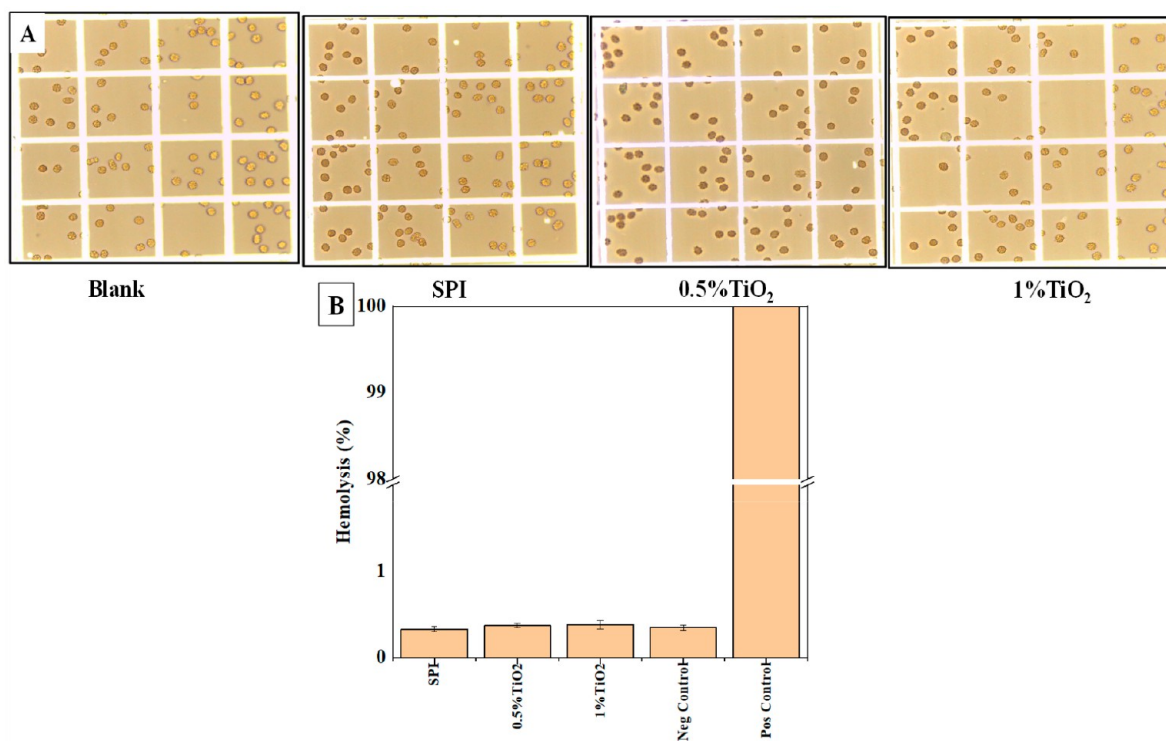 A
Blank
SPI
0.5%TiO₂
1%TiO₂
B
100
99
98
1
0
Hemolysis (%)
SPI
0.5%TiO2
1%TiO2
Neg Control
Pos Control